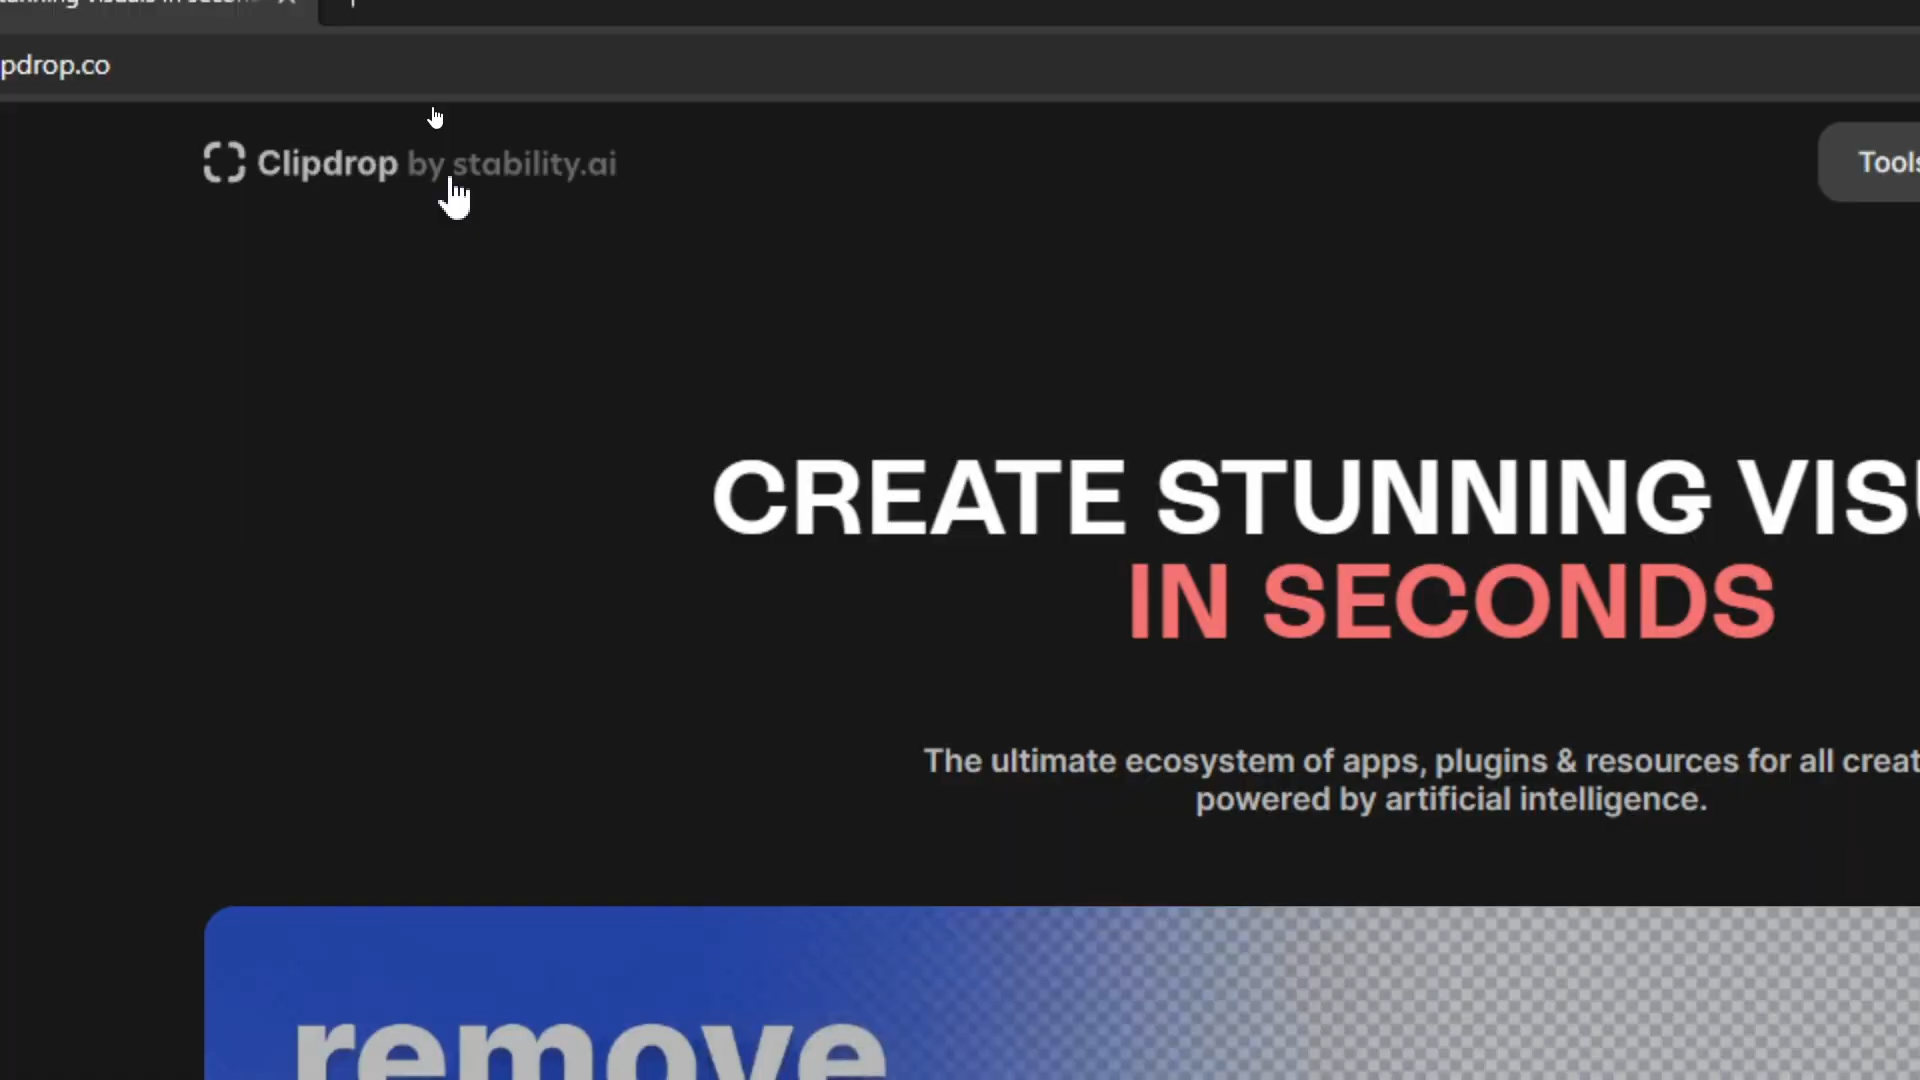 pdrop.co
Clipdrop by stability.ai
Tools
CREATE STUNNING VISU
IN SECONDS
The ultimate ecosystem of apps, plugins & resources for all creat
powered by artificial intelligence.
remove